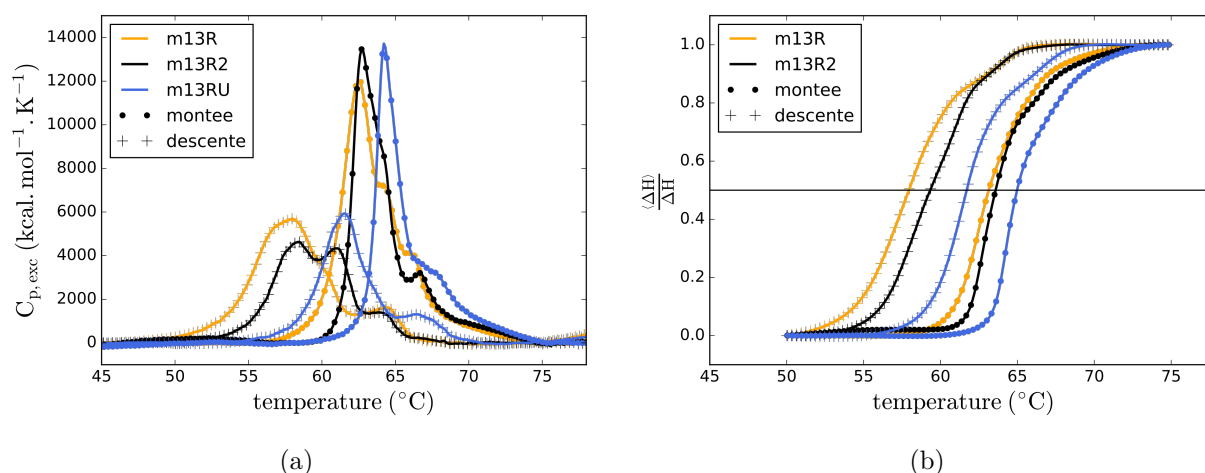 14000
12000
10000
8000
6000
4000
2000
0
45 50 55 60 65 70 75
C_{p,exc} (kcal. mol^{-1}. K^{-1})
temperature (°C)
m13R
m13R2
m13RU
montee
descente
(a)
1.0
0.8
0.6
0.4
0.2
0.0
45 50 55 60 65 70 75
⟨ΔH⟩
ΔH
temperature (°C)
m13R
m13R2
m13RU
montee
descente
(b)